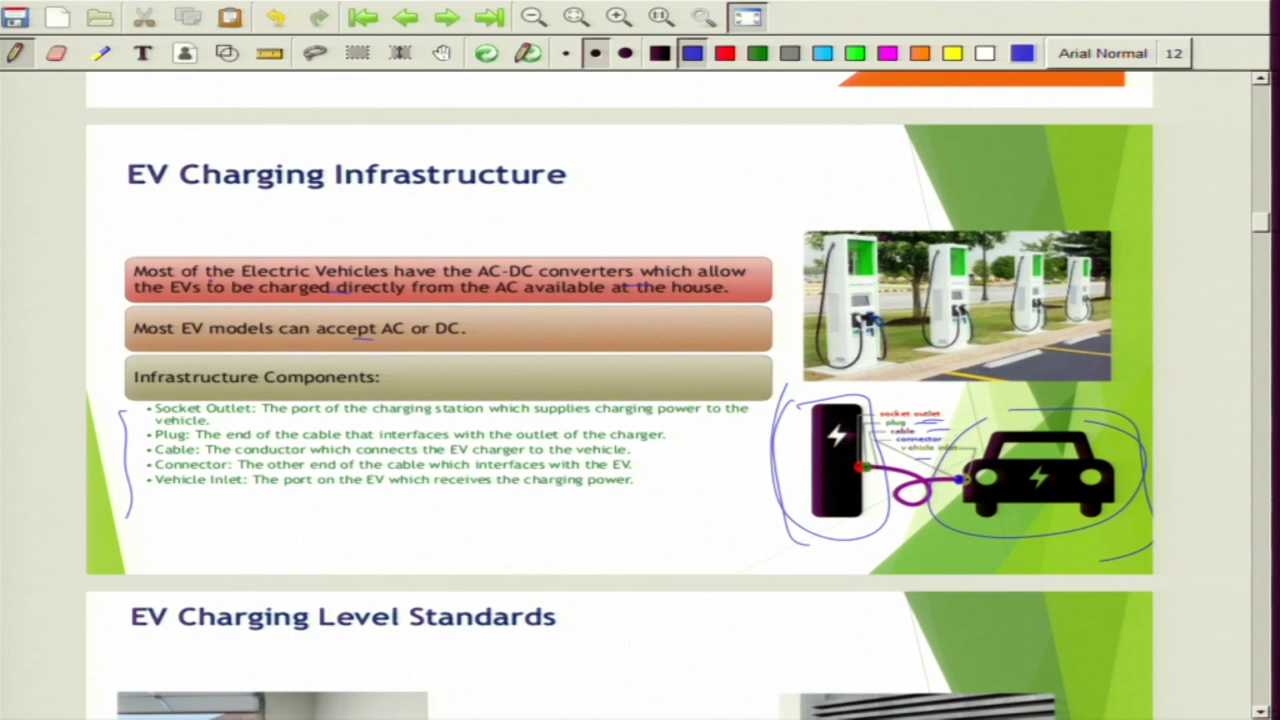 Arial Normal 12
EV Charging Infrastructure
Most of the Electric Vehicles have the AC-DC converters which allow
the EVs to be charged directly from the AC available at the house.
Most EV models can accept AC or DC.
Infrastructure Components:
• Socket Outlet: The port of the charging station which supplies charging power to the
vehicle.
• Plug: The end of the cable that interfaces with the outlet of the charger.
• Cable: The conductor which connects the EV charger to the vehicle.
• Connector: The other end of the cable which interfaces with the EV.
• Vehicle Inlet: The port on the EV which receives the charging power.
socket outlet
plug
cable
connector
vehicle inlet
EV Charging Level Standards